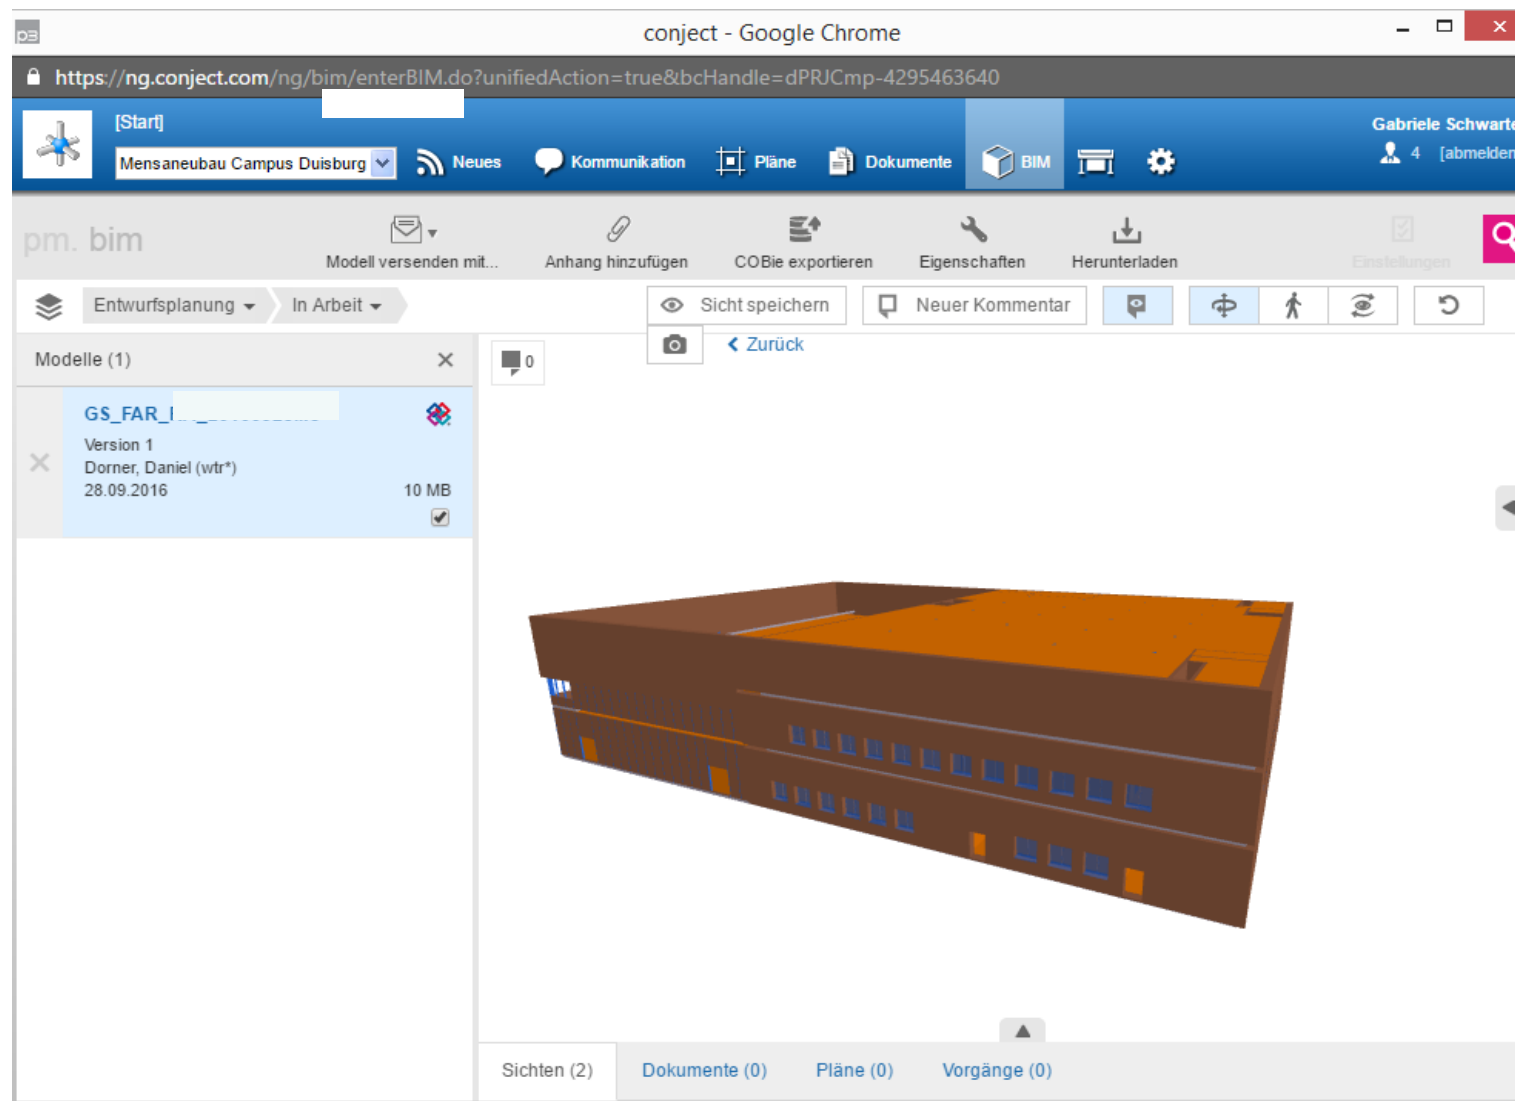 conject - Google Chrome
https://ng.conject.com/ng/bim/enterBIM.do?unifiedAction=true&bcHandle=dPRJCmp-4295463640
[Start]
Mensaneubau Campus Duisburg
Neues
Kommunikation
Pläne
Dokumente
BIM
Gabriele Schwarte
4 [abmelden
pm. bim
Modell versenden mit...
Anhang hinzufügen
COBie exportieren
Eigenschaften
Herunterladen
Einstellungen
Entwurfsplanung
In Arbeit
Sicht speichern
Neuer Kommentar
Zurück
Modelle (1)
0
GS_FAR_
Version 1
Dorner, Daniel (wtr*)
28.09.2016
10 MB
Sichten (2)
Dokumente (0)
Pläne (0)
Vorgänge (0)